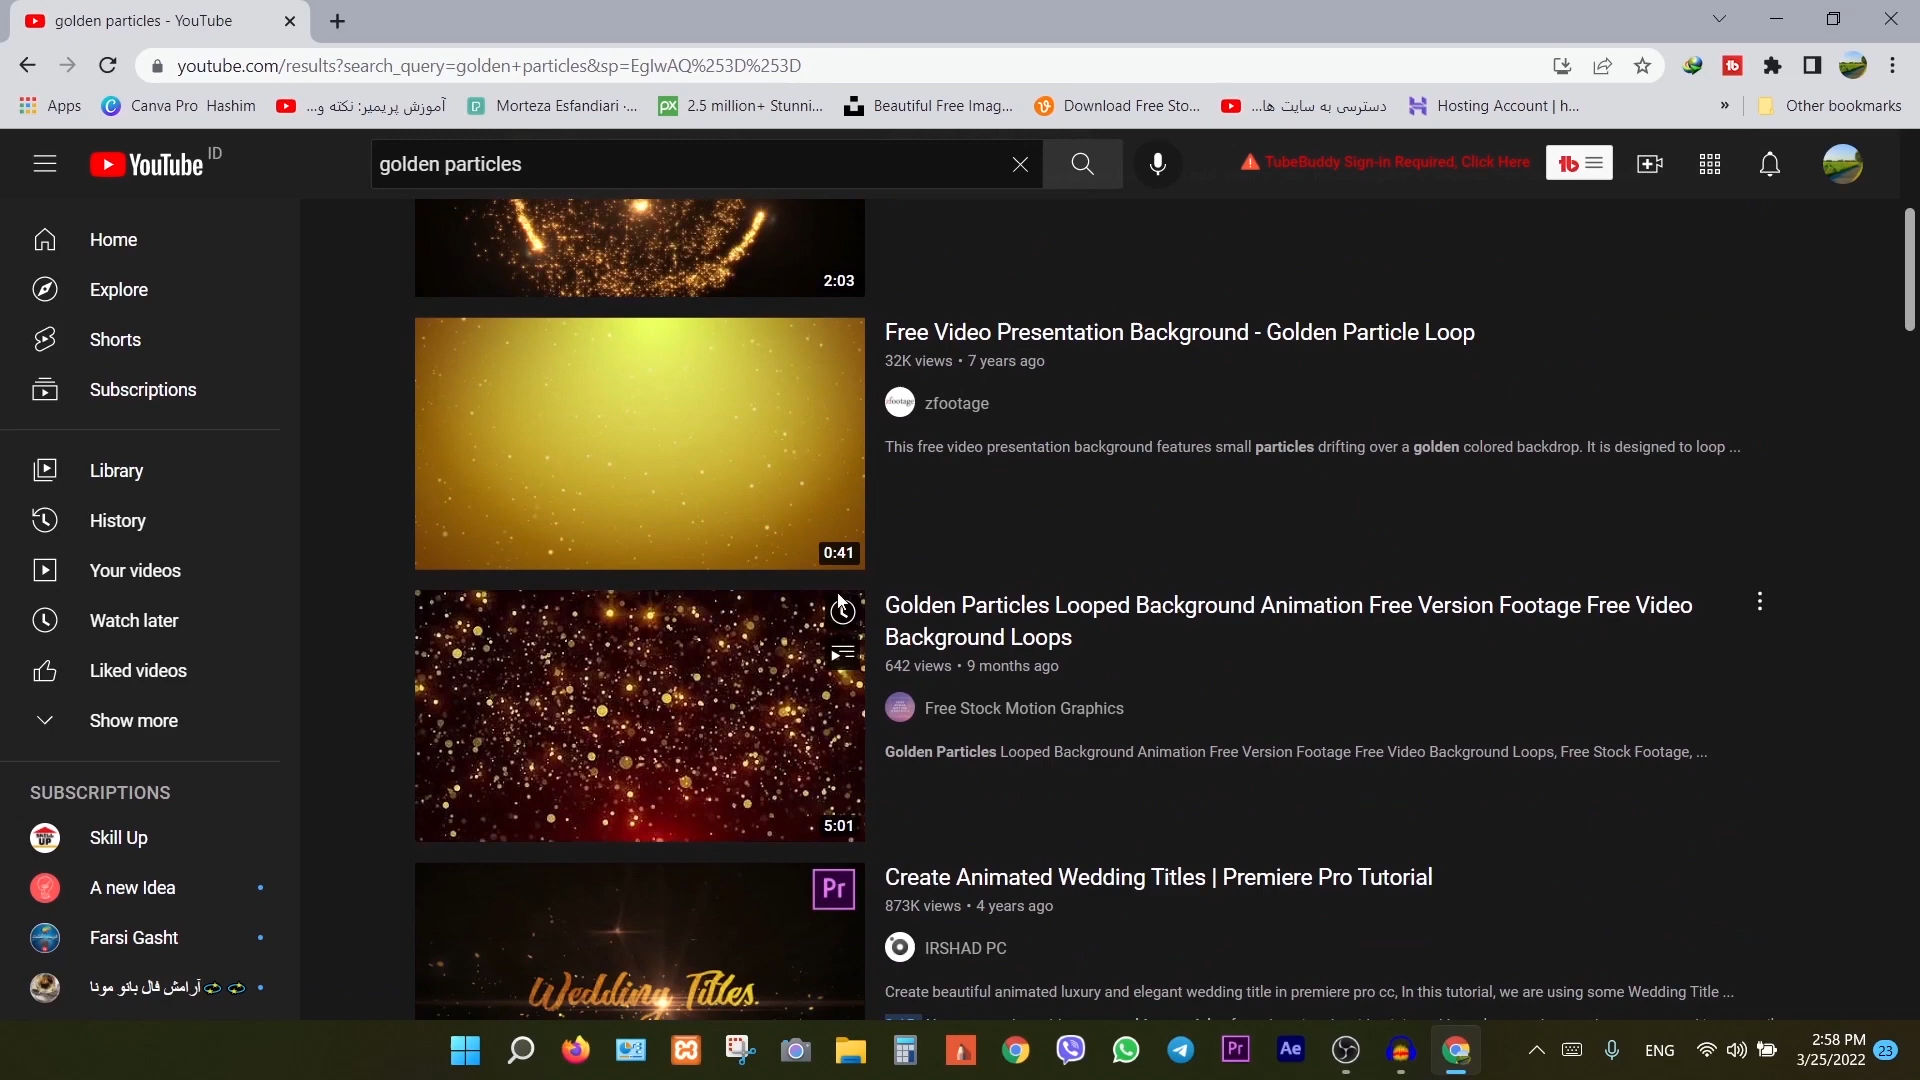 golden particles - YouTube
youtube.com/results?search_query=golden+particles&sp=EgIwAQ%253D%253D
Apps
Canva Pro Hashim
آموزش پریمیر: نکته و...
Morteza Esfandiari -...
2.5 million+ Stunni...
Beautiful Free Imag...
Download Free Sto...
دسترسی به سایت ها...
Hosting Account | h...
»
Other bookmarks
YouTube ID
golden particles
TubeBuddy Sign-in Required, Click Here
Home
Explore
Shorts
Subscriptions
Library
History
Your videos
Watch later
Liked videos
Show more
SUBSCRIPTIONS
Skill Up
A new Idea
Farsi Gasht
آرامش فال بانو مونا
2:03
Free Video Presentation Background - Golden Particle Loop
32K views • 7 years ago
zfootage
This free video presentation background features small particles drifting over a golden colored backdrop. It is designed to loop ...
0:41
Golden Particles Looped Background Animation Free Version Footage Free Video
Background Loops
642 views • 9 months ago
Free Stock Motion Graphics
Golden Particles Looped Background Animation Free Version Footage Free Video Background Loops, Free Stock Footage, ...
5:01
Create Animated Wedding Titles | Premiere Pro Tutorial
873K views • 4 years ago
IRSHAD PC
Create beautiful animated luxury and elegant wedding title in premiere pro cc, In this tutorial, we are using some Wedding Title ...
Pr
Wedding Titles
Pr
Ae
ENG
2:58 PM
3/25/2022
23